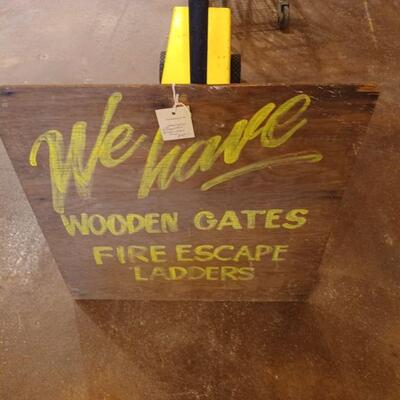 We have
WOODEN GATES
FIRE ESCAPE
LADDERS